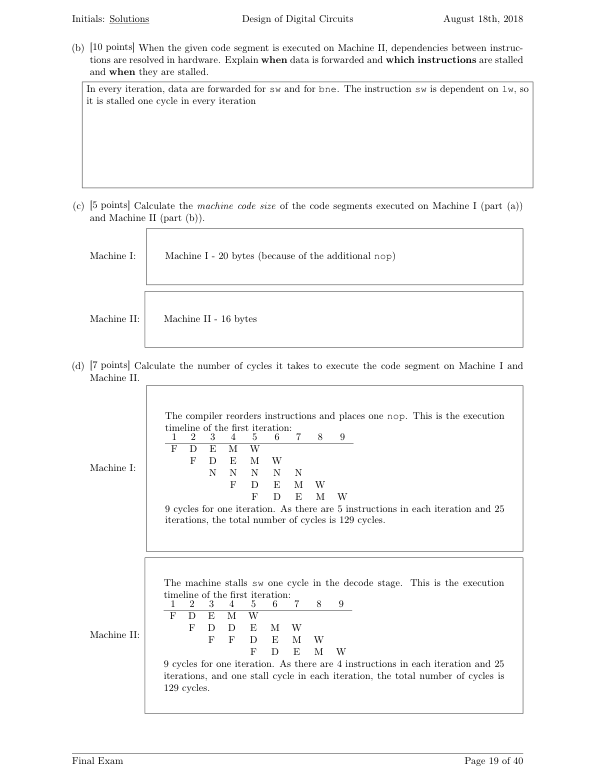 Initials: Solutions Design of Digital Circuits August 18th, 2018
(b) [10 points] When the given code segment is executed on Machine II, dependencies between instruc-
tions are resolved in hardware. Explain when data is forwarded and which instructions are stalled
and when they are stalled.
In every iteration, data are forwarded for sw and for bne. The instruction sw is dependent on lw, so
it is stalled one cycle in every iteration
(c) [5 points] Calculate the machine code size of the code segments executed on Machine I (part (a))
and Machine II (part (b)).
Machine I: Machine I - 20 bytes (because of the additional nop)
Machine II: Machine II - 16 bytes
(d) [7 points] Calculate the number of cycles it takes to execute the code segment on Machine I and
Machine II.
Machine I:
The compiler reorders instructions and places one nop. This is the execution
timeline of the first iteration:
1 2 3 4 5 6 7 8 9
F D E M W
F D E M W
N N N N N
F D E M W
F D E M W
9 cycles for one iteration. As there are 5 instructions in each iteration and 25
iterations, the total number of cycles is 129 cycles.
Machine II:
The machine stalls sw one cycle in the decode stage. This is the execution
timeline of the first iteration:
1 2 3 4 5 6 7 8 9
F D E M W
F D D E M W
F F D E M W
F D E M W
9 cycles for one iteration. As there are 4 instructions in each iteration and 25
iterations, and one stall cycle in each iteration, the total number of cycles is
129 cycles.
Final Exam Page 19 of 40